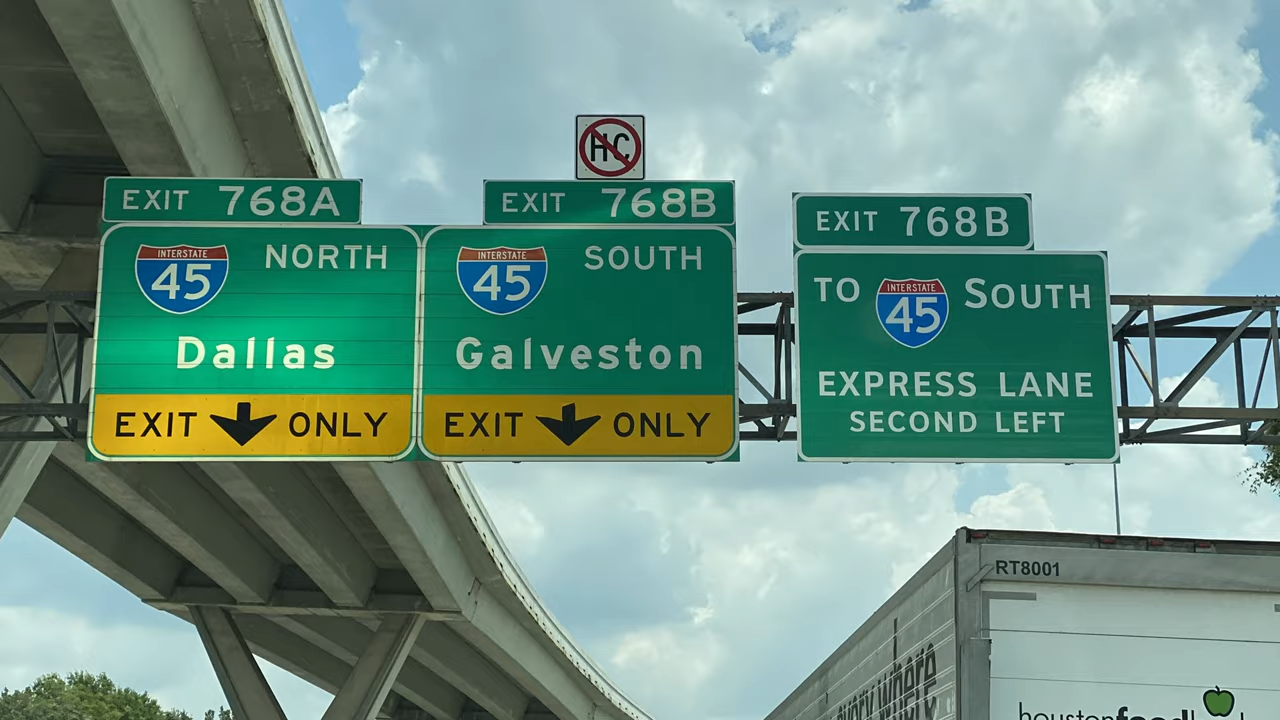 HC
EXIT 768A
INTERSTATE
45
NORTH
Dallas
EXIT ONLY
EXIT 768B
INTERSTATE
45
SOUTH
Galveston
EXIT ONLY
EXIT 768B
TO
INTERSTATE
45
SOUTH
EXPRESS LANE
SECOND LEFT
RT8001